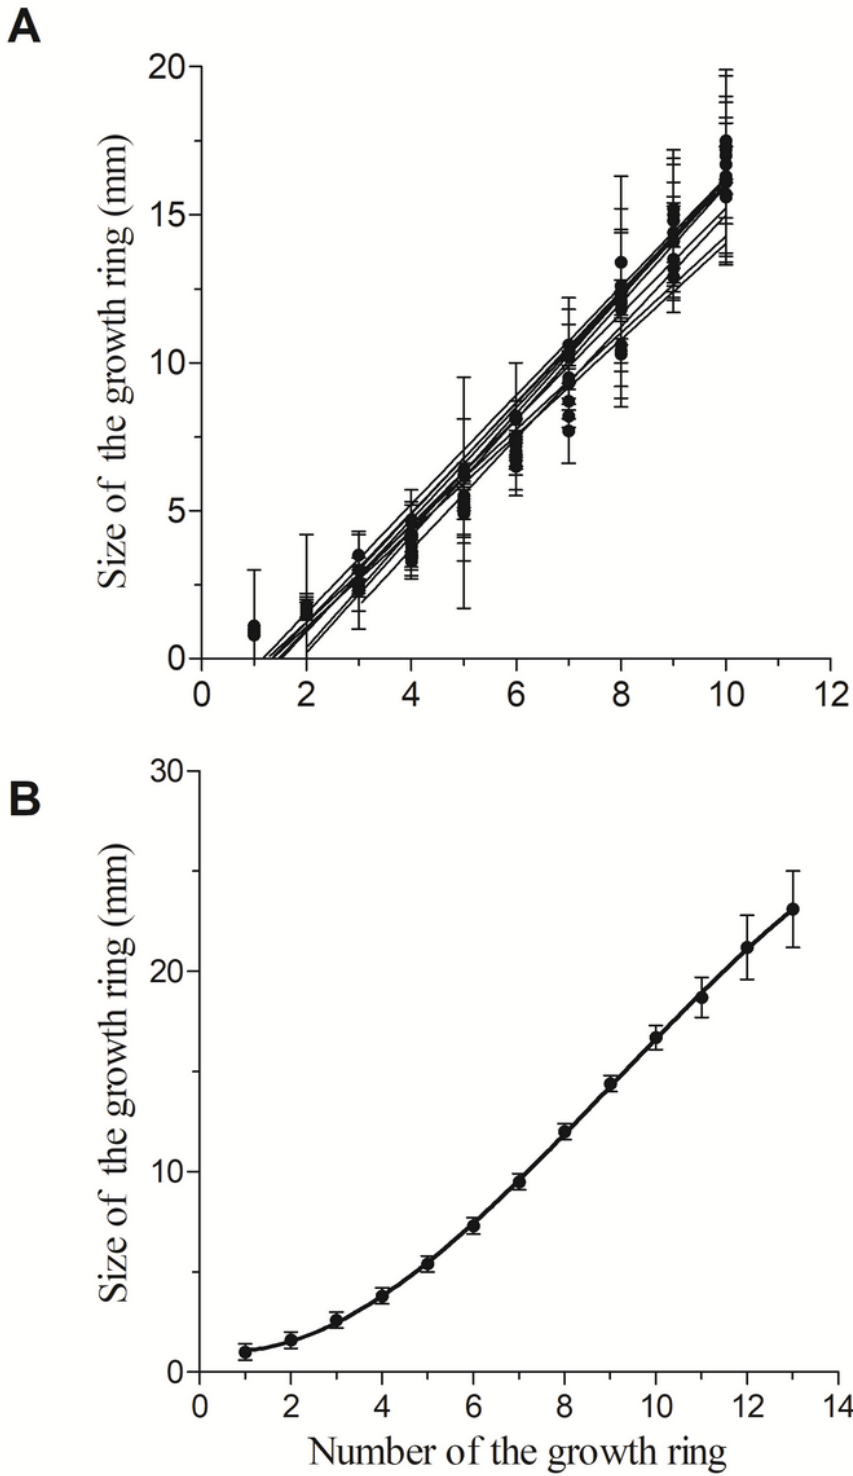 A
Size of the growth ring (mm)
20
15
10
5
0
0 2 4 6 8 10 12
B
Size of the growth ring (mm)
30
20
10
0
0 2 4 6 8 10 12 14
Number of the growth ring